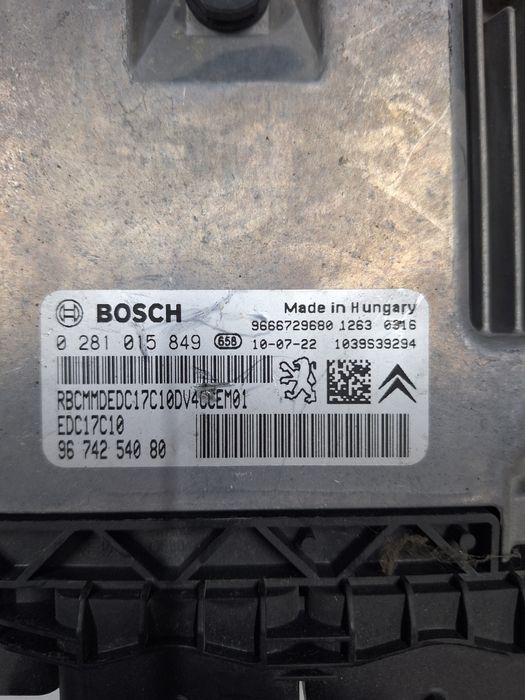 BOSCH
Made in Hungary
9666729680 1263 0316
0 281 015 849 658 10-07-22 1039S39294
RBCMMDEDC17C10DV4CCEM01
EDC17C10
96 742 540 80